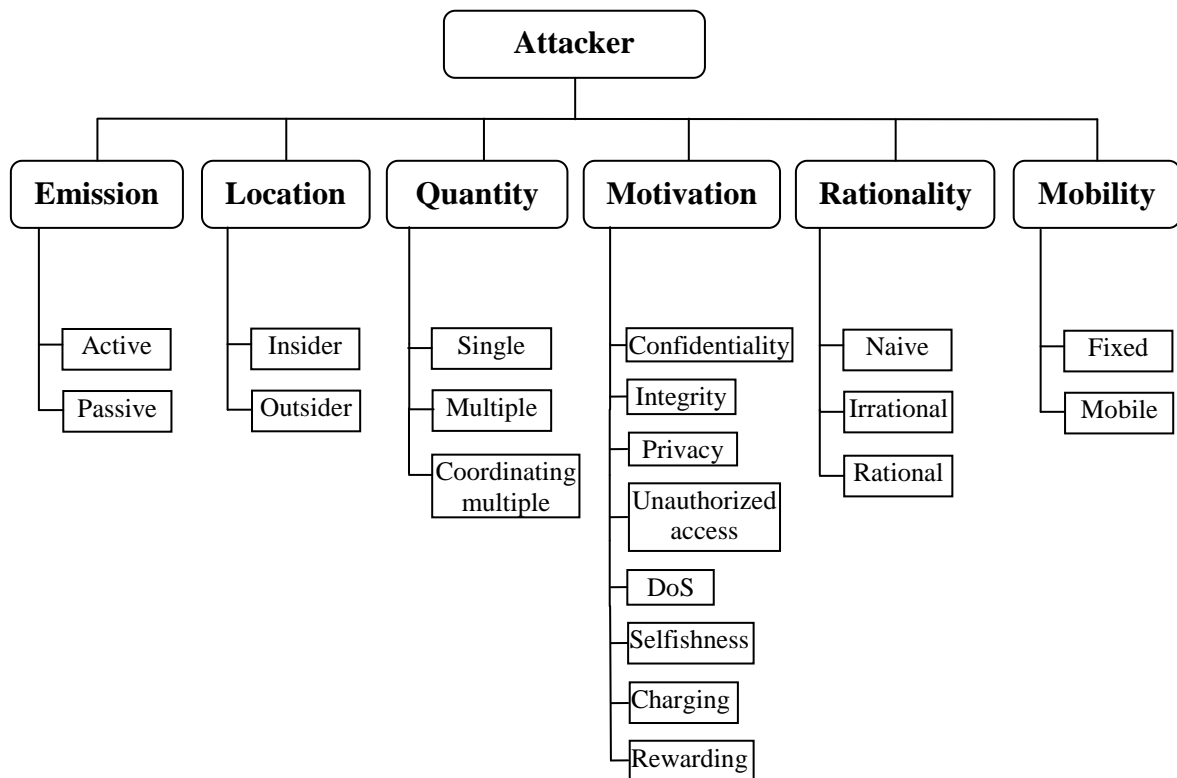 Attacker
Emission
Location
Quantity
Motivation
Rationality
Mobility
Active
Passive
Insider
Outsider
Single
Multiple
Coordinating
multiple
Confidentiality
Integrity
Privacy
Unauthorized
access
DoS
Selfishness
Charging
Rewarding
Naive
Irrational
Rational
Fixed
Mobile